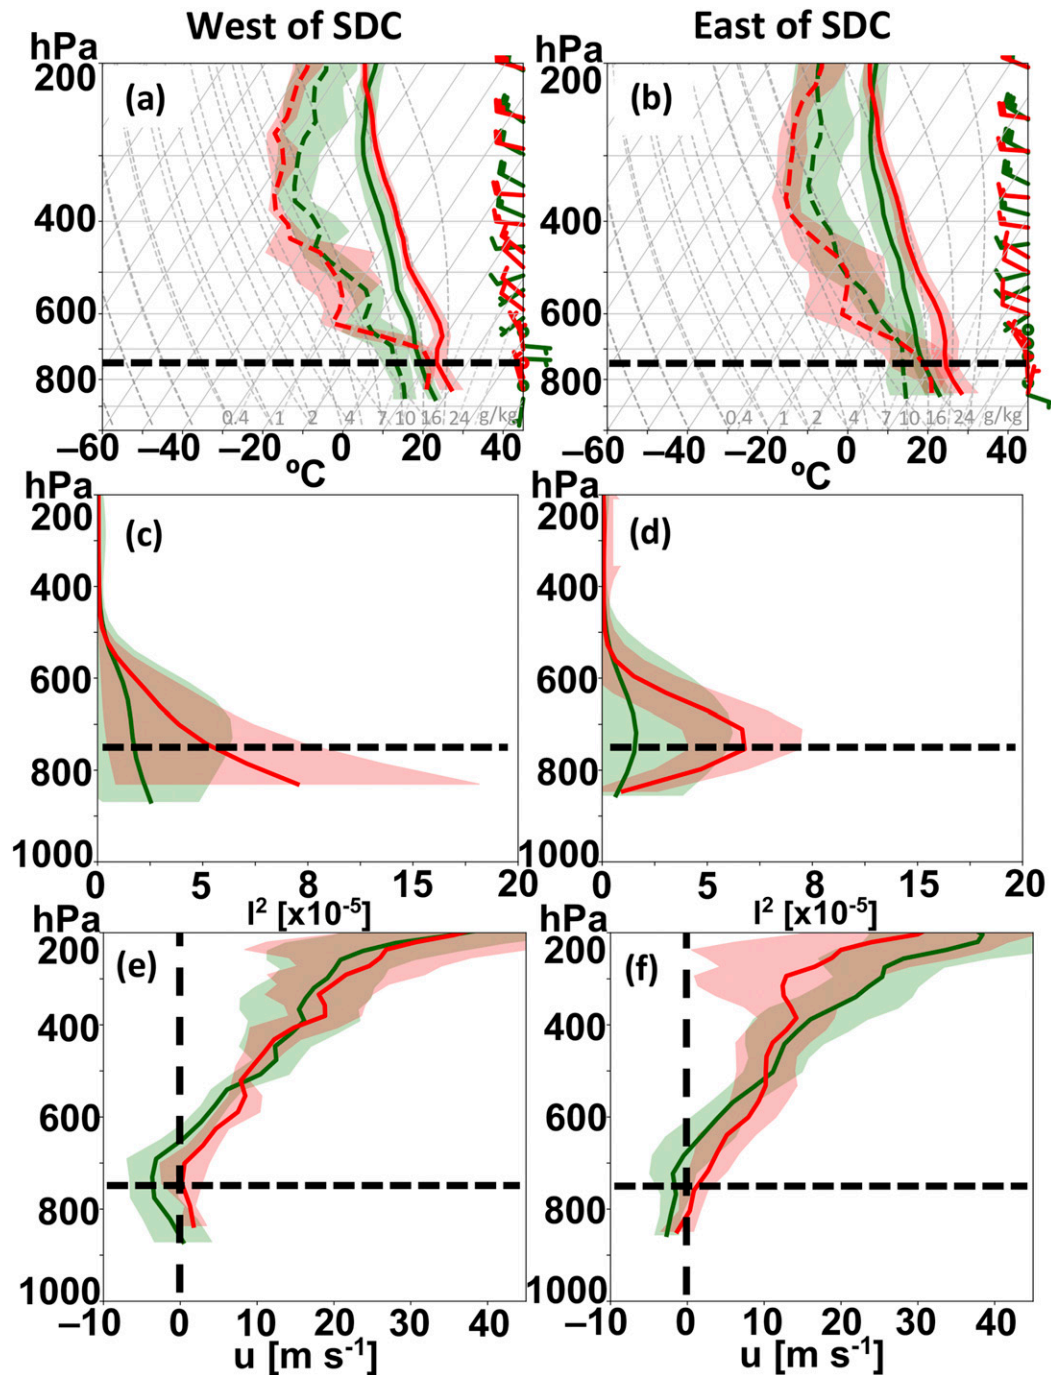 West of SDC East of SDC
hPa hPa
200 (a) 200 (b)
400 400
600 600
800 800
0.4 1 2 4 7 10 16 24 g/kg 0.4 1 2 4 7 10 16 24 g/kg
−60 −40 −20 0 20 40 −60 −40 −20 0 20 40
ºC ºC
hPa hPa
200 (c) 200 (d)
400 400
600 600
800 800
1000 1000
0 5 8 15 20 0 5 8 15 20
l² [x10⁻⁵] l² [x10⁻⁵]
hPa hPa
200 (e) 200 (f)
400 400
600 600
800 800
1000 1000
−10 0 10 20 30 40 −10 0 10 20 30 40
u [m s⁻¹] u [m s⁻¹]